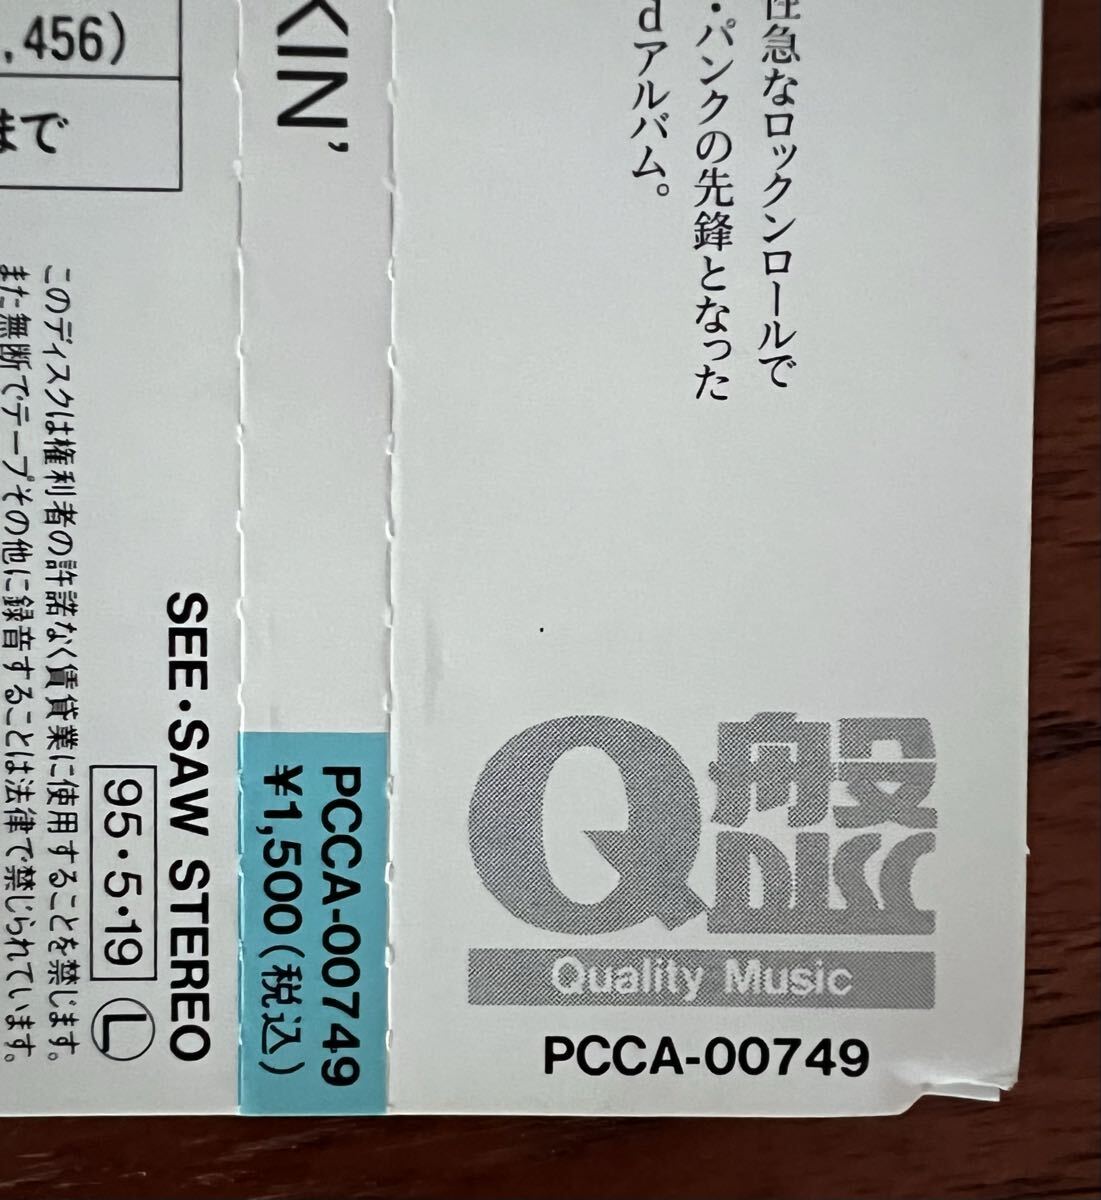 ,456)
まで
KIN'
急なロックンロールで
・パンクの先鋒となった
dアルバム。
このディスクは権利者の許諾なく賃貸業に使用することを禁じます。
また無断でテープその他に録音することは法律で禁じられています。
SEE・SAW STEREO
95・5・19
L
PCCA-00749
¥1,500(税込)
Q盤
DISC
Quality Music
PCCA-00749